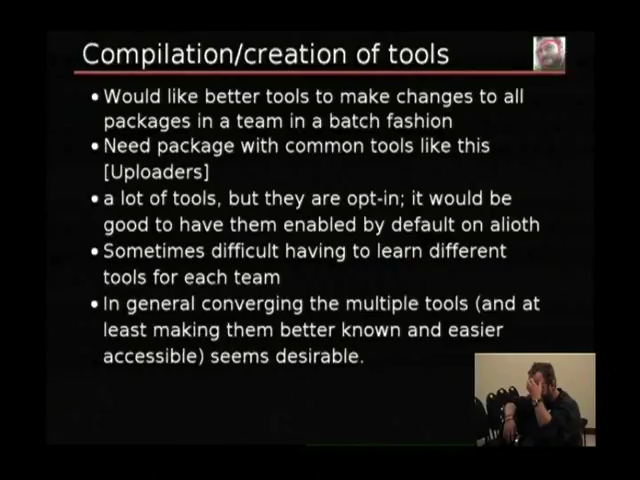 Compilation/creation of tools
• Would like better tools to make changes to all
packages in a team in a batch fashion
• Need package with common tools like this
[Uploaders]
• a lot of tools, but they are opt-in; it would be
good to have them enabled by default on alioth
• Sometimes difficult having to learn different
tools for each team
• In general converging the multiple tools (and at
least making them better known and easier
accessible) seems desirable.